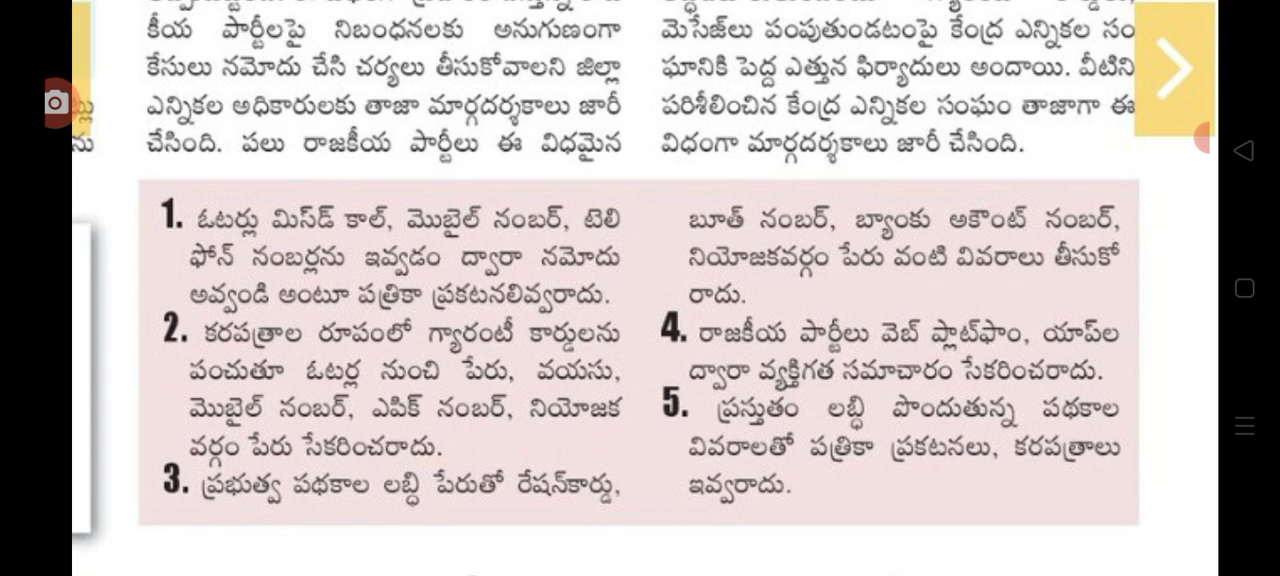 కీయ పార్టీలపై నిబంధనలకు అనుగుణంగా
కేసులు నమోదు చేసి చర్యలు తీసుకోవాలని జిల్లా
ఎన్నికల అధికారులకు తాజా మార్గదర్శకాలు జారీ
చేసింది. పలు రాజకీయ పార్టీలు ఈ విధమైన
మెసేజ్‌లు పంపుతుండటంపై కేంద్ర ఎన్నికల సం
ఘానికి పెద్ద ఎత్తున ఫిర్యాదులు అందాయి. వీటిని
పరిశీలించిన కేంద్ర ఎన్నికల సంఘం తాజాగా ఈ
విధంగా మార్గదర్శకాలు జారీ చేసింది.
1. ఓటర్లు మిస్‌డ్ కాల్, మొబైల్ నంబర్, టెలి
ఫోన్ నంబర్లను ఇవ్వడం ద్వారా నమోదు
అవ్వండి అంటూ పత్రికా ప్రకటనలివ్వరాదు.
2. కరపత్రాల రూపంలో గ్యారంటీ కార్డులను
పంచుతూ ఓటర్ల నుంచి పేరు, వయసు,
మొబైల్ నంబర్, ఎపిక్ నంబర్, నియోజక
వర్గం పేరు సేకరించరాదు.
3. ప్రభుత్వ పథకాల లబ్ధి పేరుతో రేషన్‌కార్డు,
బూత్ నంబర్, బ్యాంకు అకౌంట్ నంబర్,
నియోజకవర్గం పేరు వంటి వివరాలు తీసుకో
రాదు.
4. రాజకీయ పార్టీలు వెబ్ ప్లాట్‌ఫాం, యాప్‌ల
ద్వారా వ్యక్తిగత సమాచారం సేకరించరాదు.
5. ప్రస్తుతం లబ్ధి పొందుతున్న పథకాల
వివరాలతో పత్రికా ప్రకటనలు, కరపత్రాలు
ఇవ్వరాదు.